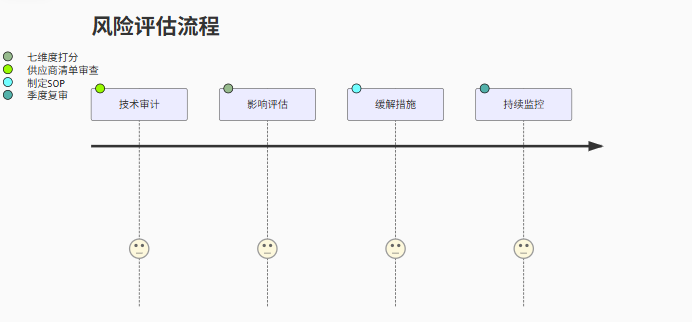 风险评估流程
七维度打分
供应商清单审查
制定SOP
季度复审
技术审计
影响评估
缓解措施
持续监控